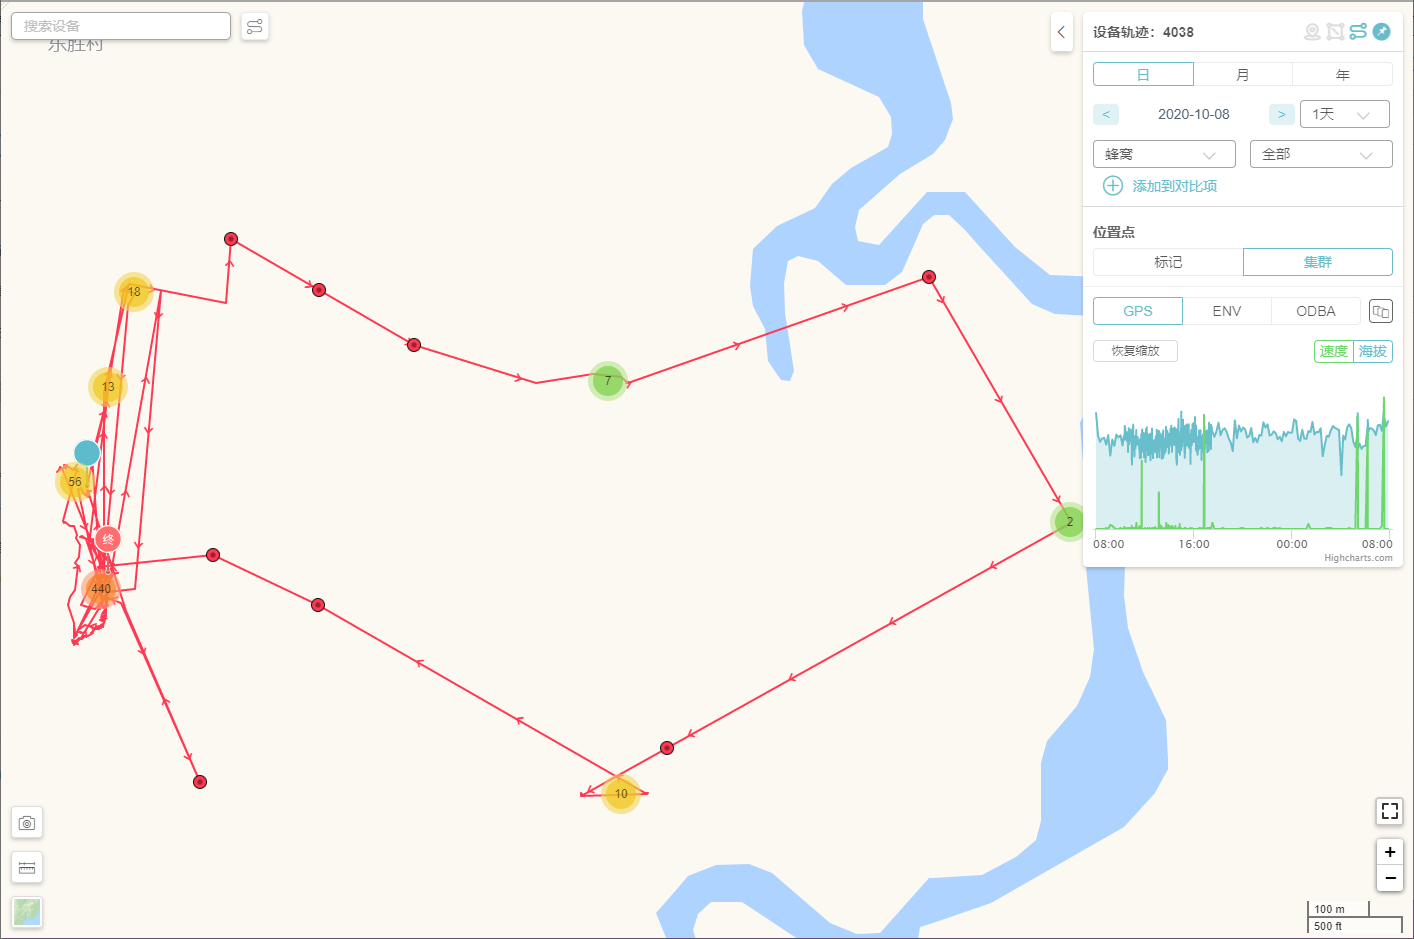 搜索设备
东胜村
设备轨迹：4038
日 月 年
< 2020-10-08 > 1天
蜂窝 全部
添加到对比项
位置点
标记 集群
GPS ENV ODBA
恢复缩放 速度 海拔
08:00 16:00 00:00 08:00
Highcharts.com
18
13
7
56
终
2
440
10
+
−
100 m
500 ft